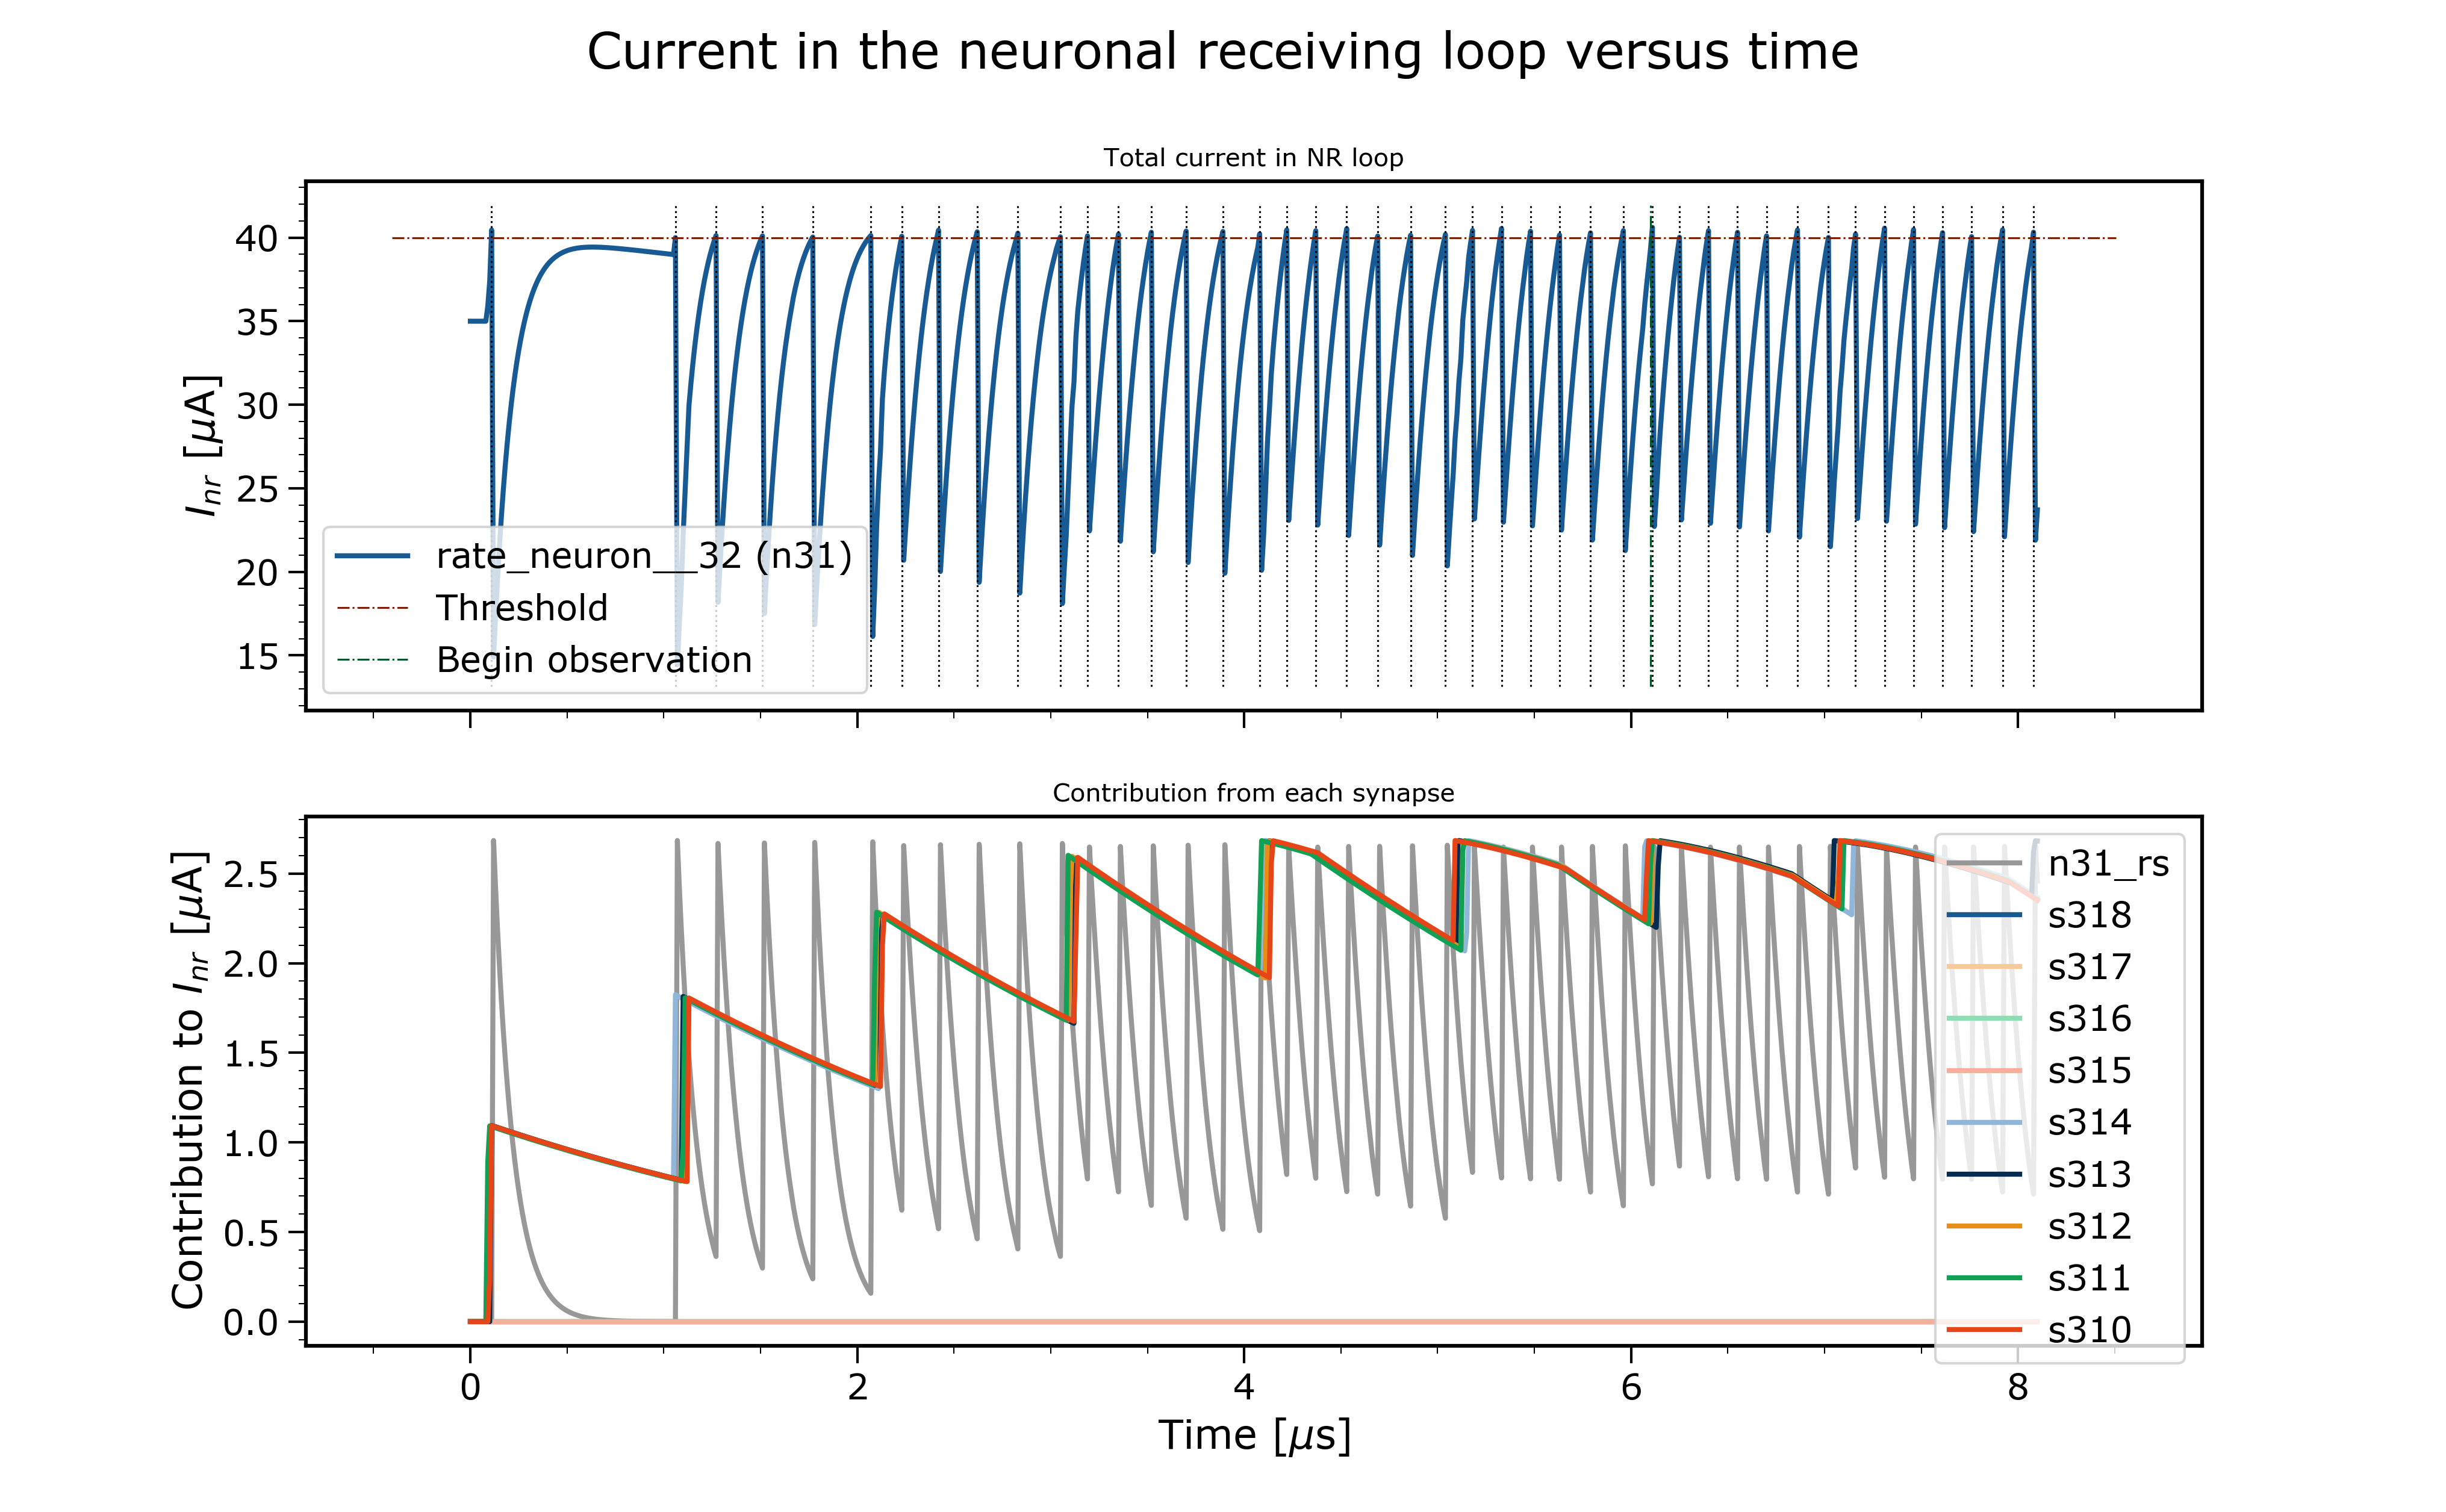 Current in the neuronal receiving loop versus time
Total current in NR loop
40
35
30
25
20
15
I_nr [μA]
rate_neuron__32 (n31)
Threshold
Begin observation
Contribution from each synapse
2.5
2.0
1.5
1.0
0.5
0.0
Contribution to I_nr [μA]
n31_rs
s318
s317
s316
s315
s314
s313
s312
s311
s310
0 2 4 6 8
Time [μs]